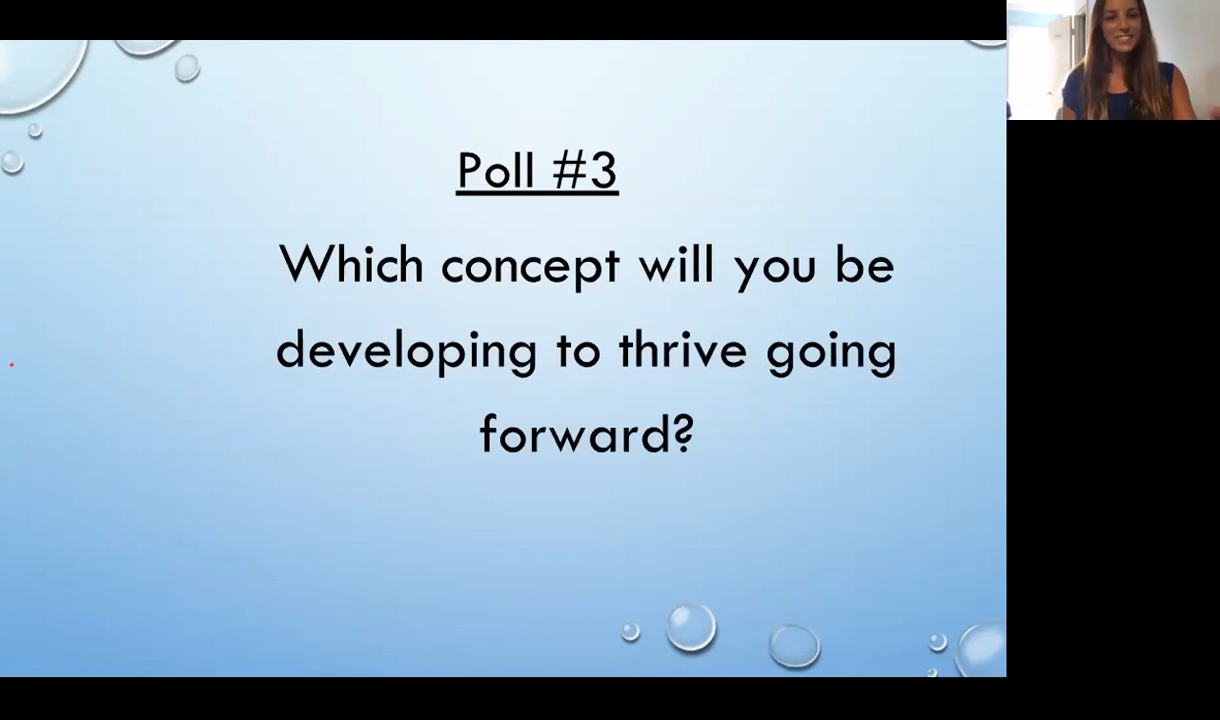 Poll #3
Which concept will you be
developing to thrive going
forward?